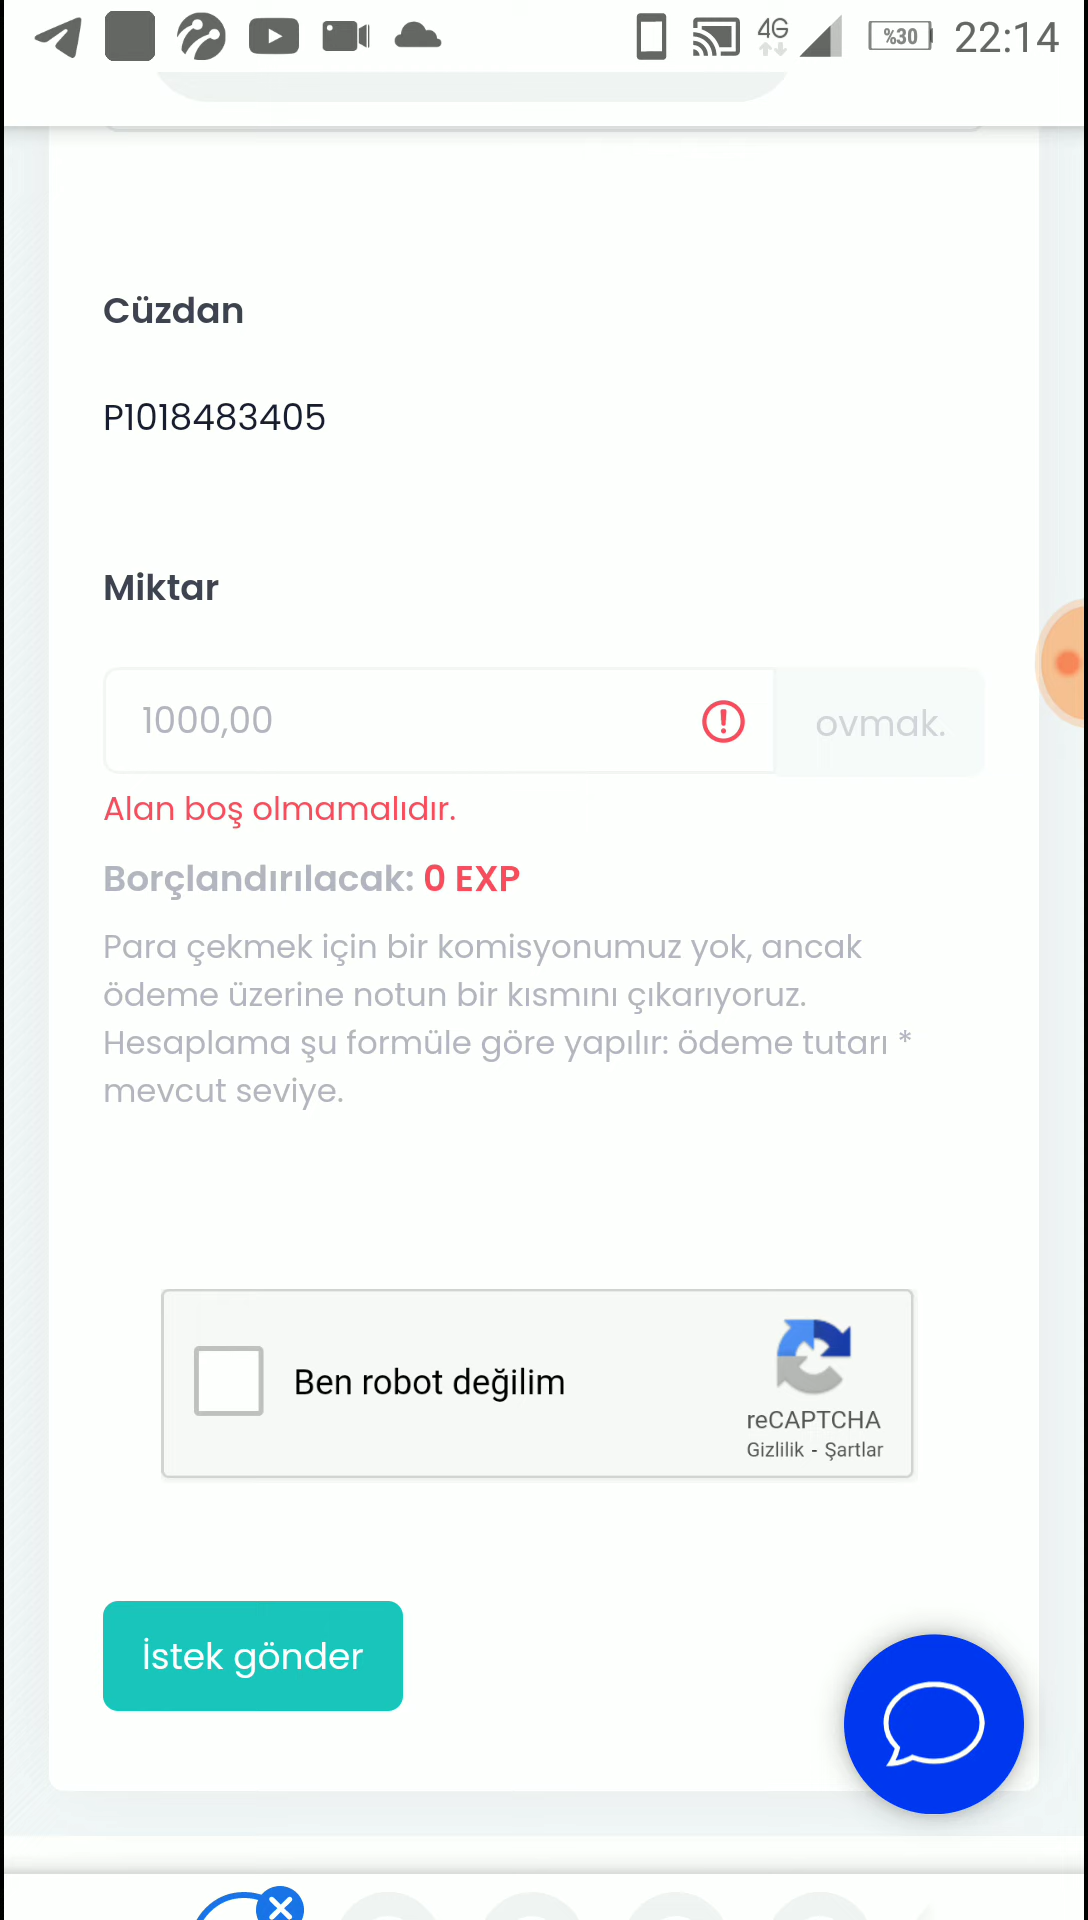 4G %30 22:14
Cüzdan
P1018483405
Miktar
1000,00
ovmak.
Alan boş olmamalıdır.
Borçlandırılacak: 0 EXP
Para çekmek için bir komisyonumuz yok, ancak
ödeme üzerine notun bir kısmını çıkarıyoruz.
Hesaplama şu formüle göre yapılır: ödeme tutarı *
mevcut seviye.
Ben robot değilim
reCAPTCHA
Gizlilik - Şartlar
İstek gönder